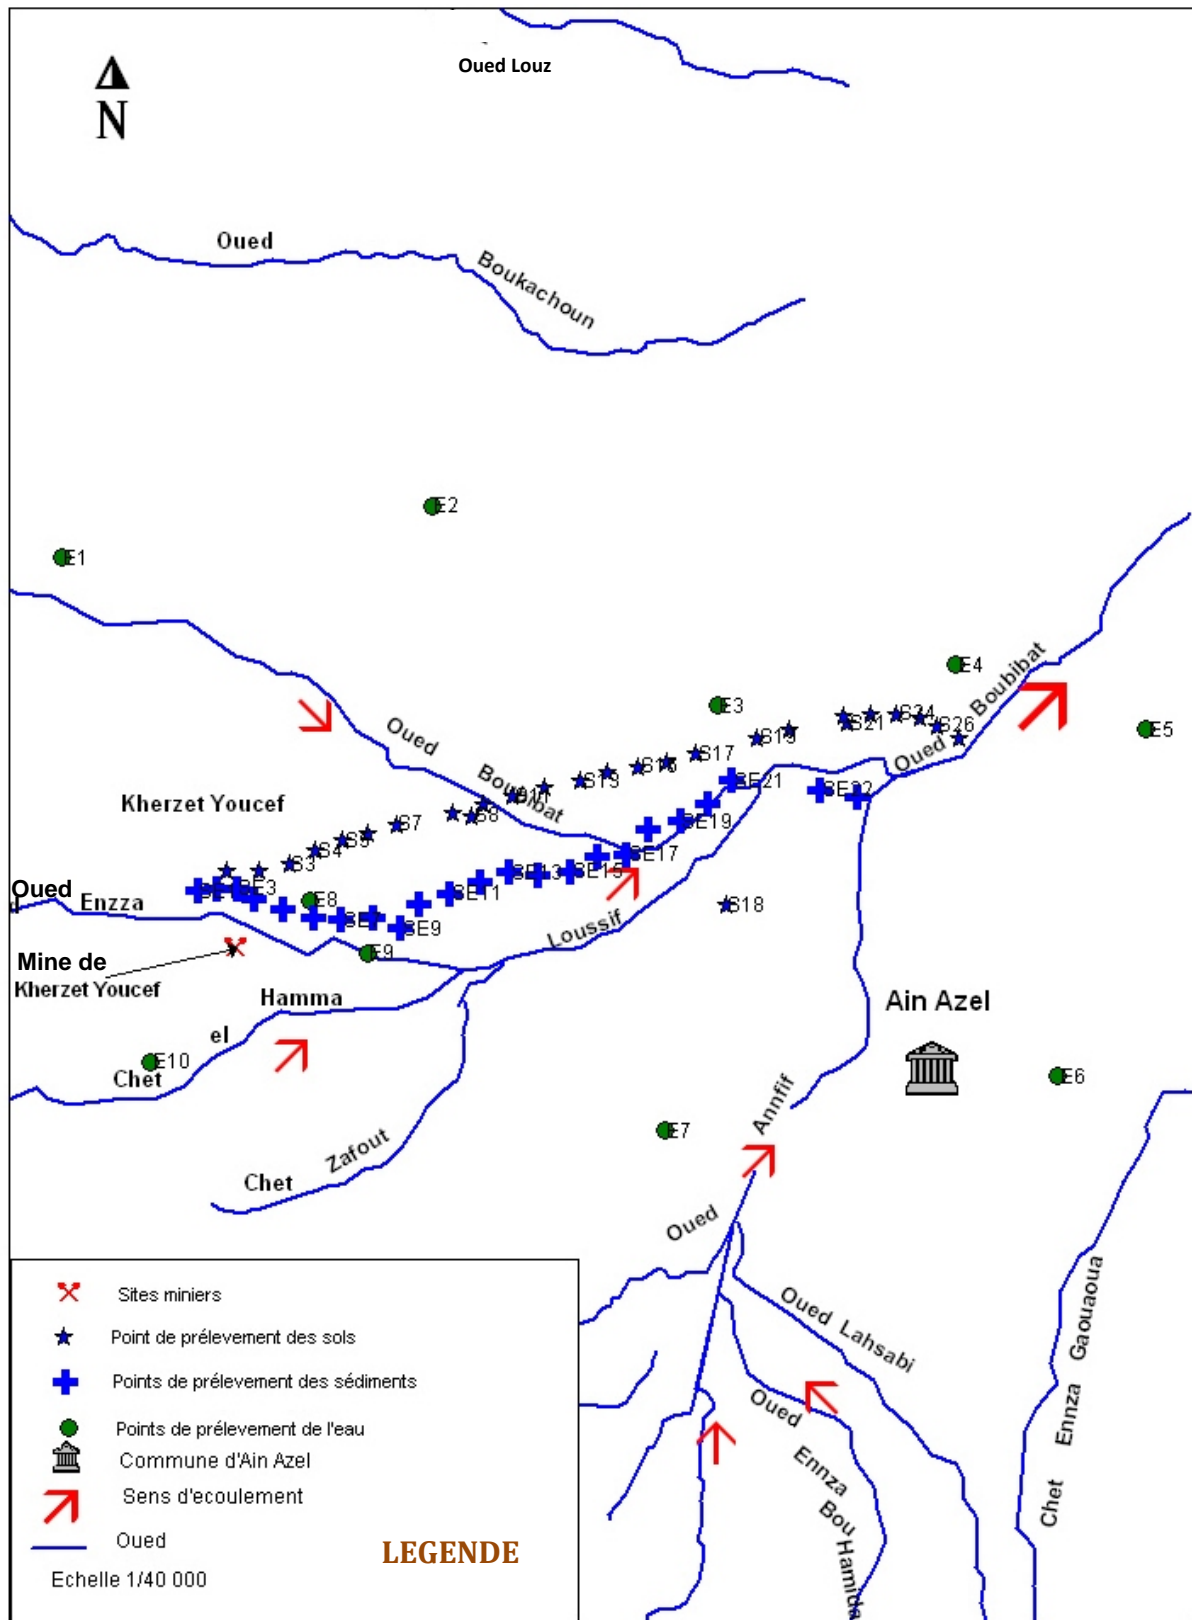 Oued Louz
N
Oued
Boukachoun
E2
E1
E4
Boubibat
E3
S24
S21
S26
E5
Oued
S19
S17
Oued
S16
Boubibat
S13
SE21
SE22
Kherzet Youcef
S11
S8
S7
SE19
S5
S4
SE17
S3
SE15
SE13
SE3
SE11
Oued
Enzza
E8
SE9
S18
Loussif
E9
Mine de
Kherzet Youcef
Hamma
Ain Azel
el
E10
Chet
E6
Annfif
E7
Zafout
Chet
Oued
Gaouaoua
Ennza
Chet
Oued Lahsabi
Oued
Ennza
Bou
Hamida
Sites miniers
Point de prélevement des sols
Points de prélevement des sédiments
Points de prélevement de l'eau
Commune d'Ain Azel
Sens d'ecoulement
Oued
LEGENDE
Echelle 1/40 000